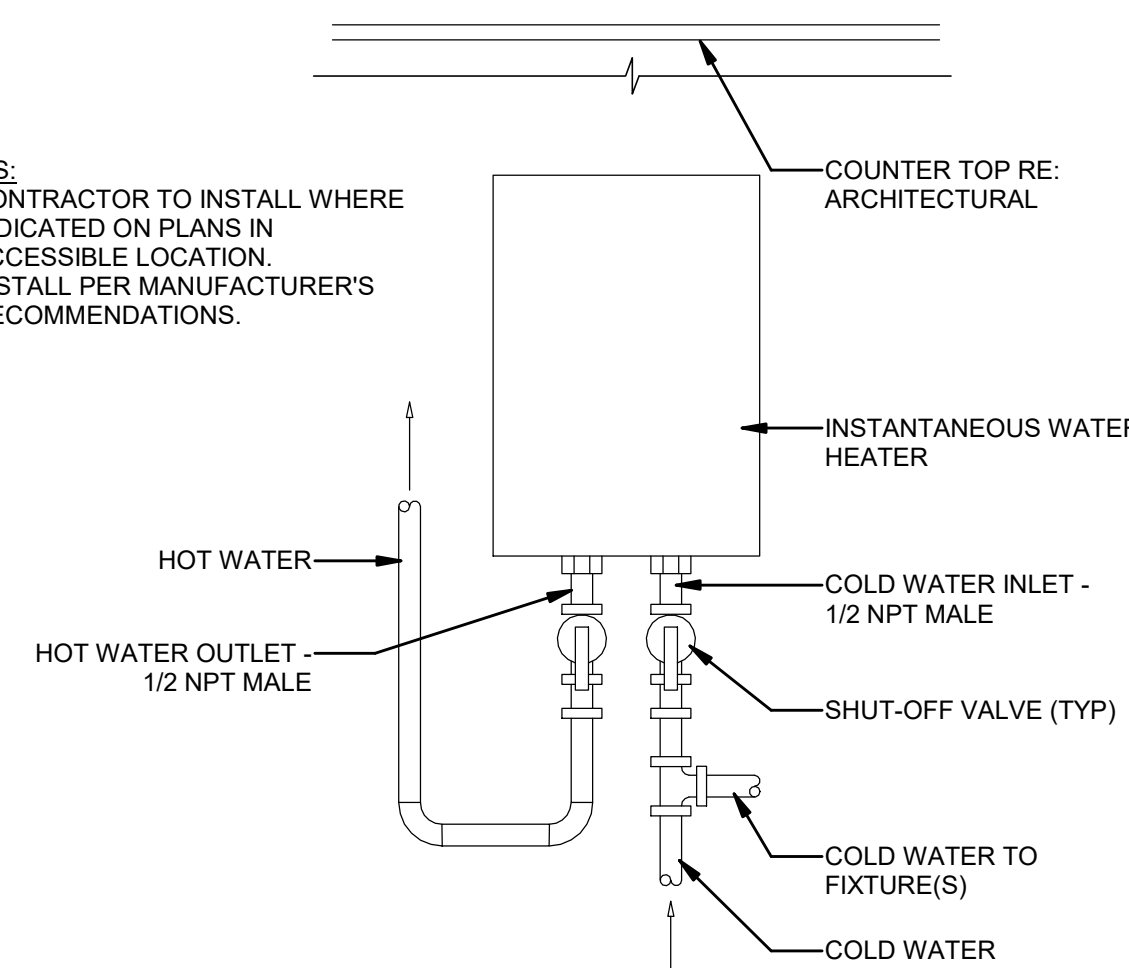 S:
ONTRACTOR TO INSTALL WHERE
DICATED ON PLANS IN
CCESSIBLE LOCATION.
STALL PER MANUFACTURER'S
ECOMMENDATIONS.
COUNTER TOP RE:
ARCHITECTURAL
INSTANTANEOUS WATER
HEATER
HOT WATER
HOT WATER OUTLET -
1/2 NPT MALE
COLD WATER INLET -
1/2 NPT MALE
SHUT-OFF VALVE (TYP)
COLD WATER TO
FIXTURE(S)
COLD WATER